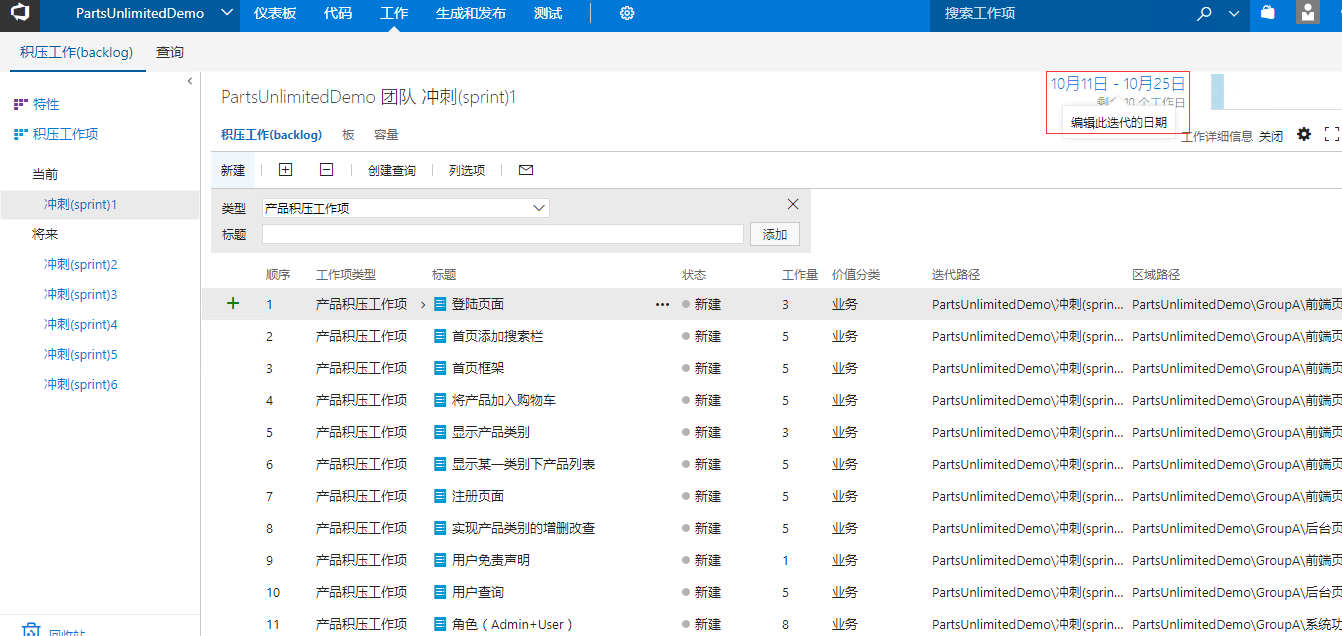 PartsUnlimitedDemo 仪表板 代码 工作 生成和发布 测试 搜索工作项
积压工作(backlog) 查询
特性
积压工作项
当前
冲刺(sprint)1
将来
冲刺(sprint)2
冲刺(sprint)3
冲刺(sprint)4
冲刺(sprint)5
冲刺(sprint)6
回收站
PartsUnlimitedDemo 团队 冲刺(sprint)1
10月11日 - 10月25日
10 个工作日
编辑此迭代的日期
积压工作(backlog) 板 容量
工作详细信息 关闭
新建 创建查询 列选项
类型 产品积压工作项
标题 添加
顺序 工作项类型 标题 状态 工作量 价值分类 迭代路径 区域路径
1 产品积压工作项 登陆页面 ••• 新建 3 业务 PartsUnlimitedDemo\冲刺(sprin... PartsUnlimitedDemo\GroupA\前端页
2 产品积压工作项 首页添加搜索栏 新建 5 业务 PartsUnlimitedDemo\冲刺(sprin... PartsUnlimitedDemo\GroupA\前端页
3 产品积压工作项 首页框架 新建 5 业务 PartsUnlimitedDemo\冲刺(sprin... PartsUnlimitedDemo\GroupA\前端页
4 产品积压工作项 将产品加入购物车 新建 5 业务 PartsUnlimitedDemo\冲刺(sprin... PartsUnlimitedDemo\GroupA\前端页
5 产品积压工作项 显示产品类别 新建 3 业务 PartsUnlimitedDemo\冲刺(sprin... PartsUnlimitedDemo\GroupA\前端页
6 产品积压工作项 显示某一类别下产品列表 新建 5 业务 PartsUnlimitedDemo\冲刺(sprin... PartsUnlimitedDemo\GroupA\前端页
7 产品积压工作项 注册页面 新建 5 业务 PartsUnlimitedDemo\冲刺(sprin... PartsUnlimitedDemo\GroupA\前端页
8 产品积压工作项 实现产品类别的增删改查 新建 5 业务 PartsUnlimitedDemo\冲刺(sprin... PartsUnlimitedDemo\GroupA\后台页
9 产品积压工作项 用户免责声明 新建 1 业务 PartsUnlimitedDemo\冲刺(sprin... PartsUnlimitedDemo\GroupA\前端页
10 产品积压工作项 用户查询 新建 5 业务 PartsUnlimitedDemo\冲刺(sprin... PartsUnlimitedDemo\GroupA\后台页
11 产品积压工作项 角色（Admin+User） 新建 8 业务 PartsUnlimitedDemo\冲刺(sprin... PartsUnlimitedDemo\GroupA\系统功